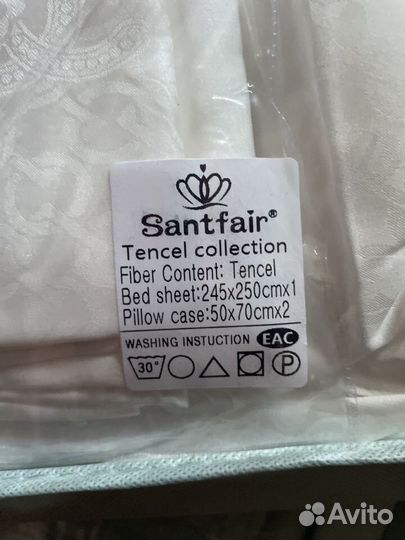 Santfair®
Tencel collection
Fiber Content: Tencel
Bed sheet:245x250cmx1
Pillow case:50x70cmx2
WASHING INSTUCTION EAC
30° P
Avito